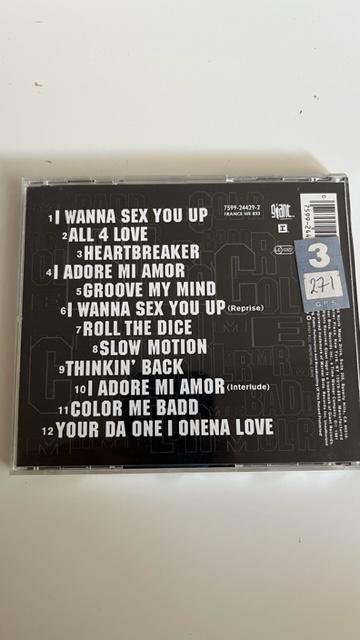 7599-24429-2
FRANCE WE 833
giant
1 I WANNA SEX YOU UP
2 ALL 4 LOVE
3 HEARTBREAKER
4 I ADORE MI AMOR
5 GROOVE MY MIND
6 I WANNA SEX YOU UP (Reprise)
7 ROLL THE DICE
8 SLOW MOTION
9 THINKIN' BACK
10 I ADORE MI AMOR (Interlude)
11 COLOR ME BADD
12 YOUR DA ONE I ONENA LOVE
0 7599-244
3
271